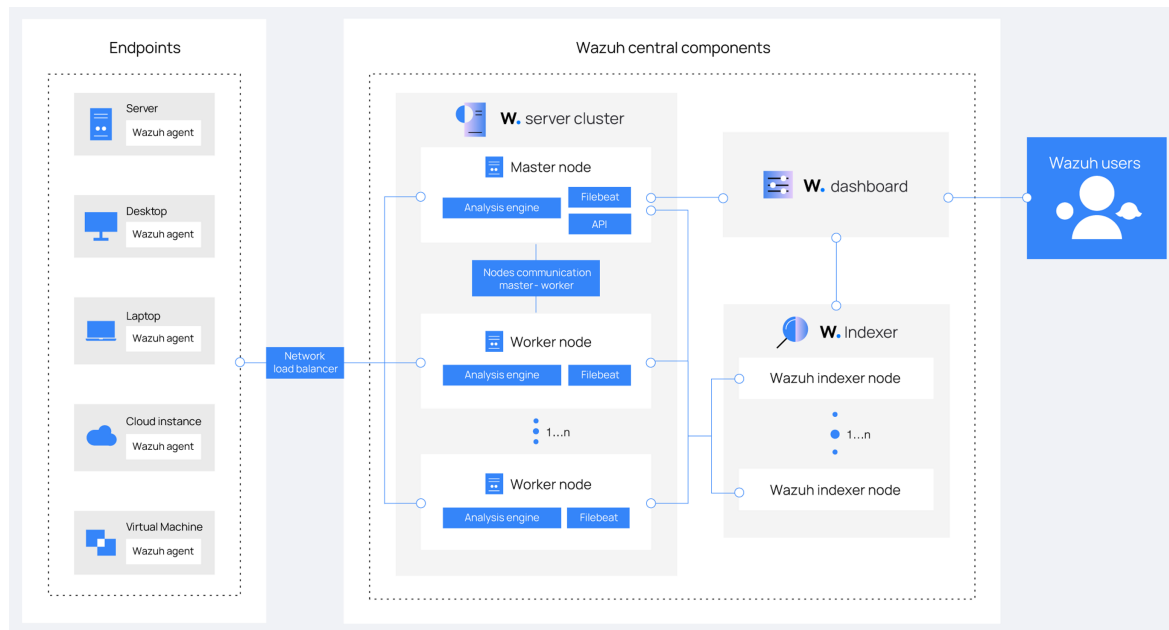 Endpoints
Server
Wazuh agent
Desktop
Wazuh agent
Laptop
Wazuh agent
Cloud instance
Wazuh agent
Virtual Machine
Wazuh agent
Network
load balancer
Wazuh central components
W. server cluster
Master node
Analysis engine
Filebeat
API
Nodes communication
master - worker
Worker node
Analysis engine
Filebeat
1...n
Worker node
Analysis engine
Filebeat
W. dashboard
W. Indexer
Wazuh indexer node
1...n
Wazuh indexer node
Wazuh users